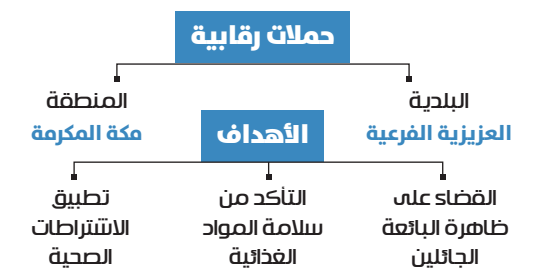 حملات رقابية
البلدية
العزيزية الفرعية
المنطقة
مكة المكرمة
الأهداف
القضاء على
ظاهرة البائعة
الجائلين
التأكد من
سلامة المواد
الغذائية
تطبيق
الاشتراطات
الصحية